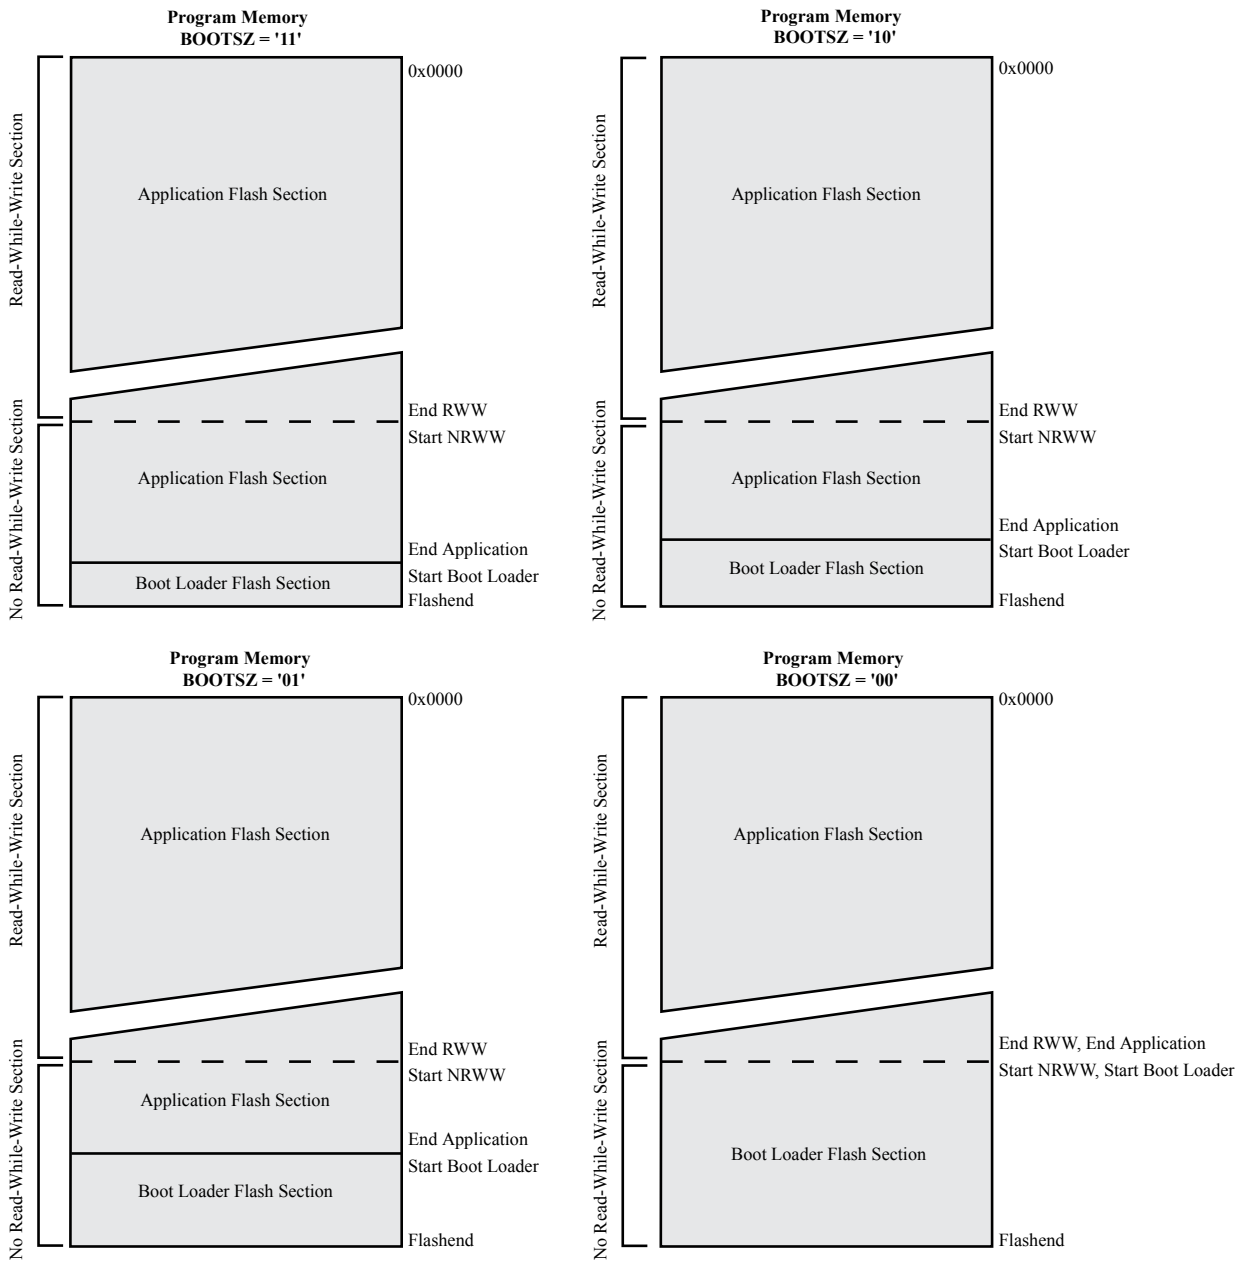 Program Memory
BOOTSZ = '11'
0x0000
Read-While-Write Section
Application Flash Section
End RWW
Start NRWW
No Read-While-Write Section
Application Flash Section
End Application
Start Boot Loader
Boot Loader Flash Section
Flashend
Program Memory
BOOTSZ = '10'
0x0000
Read-While-Write Section
Application Flash Section
End RWW
Start NRWW
No Read-While-Write Section
Application Flash Section
End Application
Start Boot Loader
Boot Loader Flash Section
Flashend
Program Memory
BOOTSZ = '01'
0x0000
Read-While-Write Section
Application Flash Section
End RWW
Start NRWW
No Read-While-Write Section
Application Flash Section
End Application
Start Boot Loader
Boot Loader Flash Section
Flashend
Program Memory
BOOTSZ = '00'
0x0000
Read-While-Write Section
Application Flash Section
End RWW, End Application
Start NRWW, Start Boot Loader
No Read-While-Write Section
Boot Loader Flash Section
Flashend